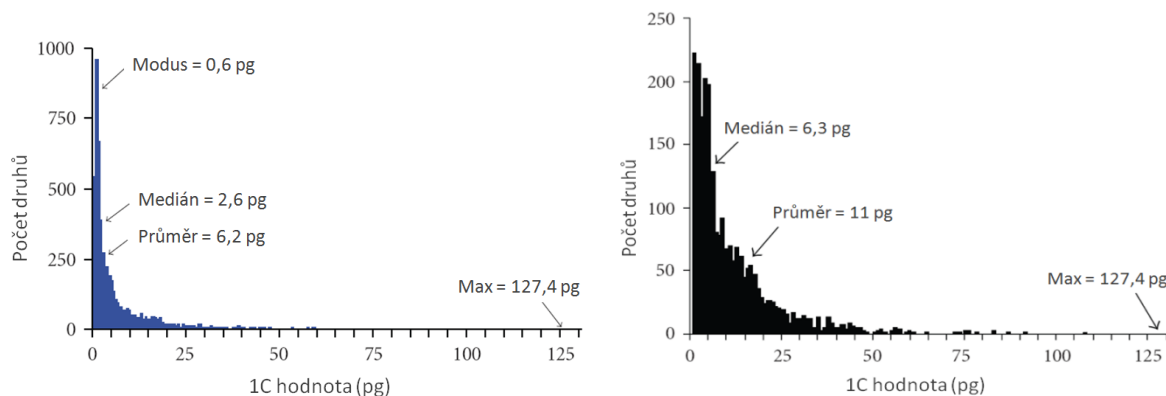 1000
750
500
250
0
Počet druhů
Modus = 0,6 pg
Medián = 2,6 pg
Průměr = 6,2 pg
Max = 127,4 pg
0 25 50 75 100 125
1C hodnota (pg)
250
200
150
100
50
0
Počet druhů
Medián = 6,3 pg
Průměr = 11 pg
Max = 127,4 pg
0 25 50 75 100 125
1C hodnota (pg)